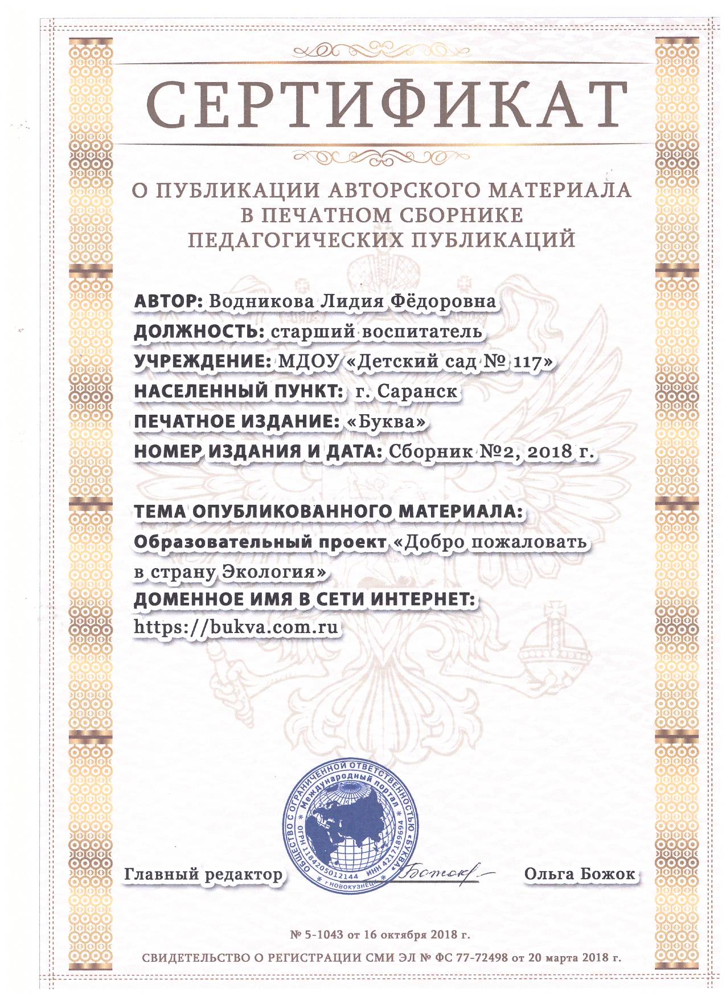 СЕРТИФИКАТ
О ПУБЛИКАЦИИ АВТОРСКОГО МАТЕРИАЛА
В ПЕЧАТНОМ СБОРНИКЕ
ПЕДАГОГИЧЕСКИХ ПУБЛИКАЦИЙ
АВТОР: Водникова Лидия Фёдоровна
ДОЛЖНОСТЬ: старший воспитатель
УЧРЕЖДЕНИЕ: МДОУ «Детский сад № 117»
НАСЕЛЕННЫЙ ПУНКТ: г. Саранск
ПЕЧАТНОЕ ИЗДАНИЕ: «Буква»
НОМЕР ИЗДАНИЯ И ДАТА: Сборник №2, 2018 г.
ТЕМА ОПУБЛИКОВАННОГО МАТЕРИАЛА:
Образовательный проект «Добро пожаловать
в страну Экология»
ДОМЕННОЕ ИМЯ В СЕТИ ИНТЕРНЕТ:
https://bukva.com.ru
ОБЩЕСТВО С ОГРАНИЧЕННОЙ ОТВЕТСТВЕННОСТЬЮ «БУКВА»
* Международный портал *
ОГРН 1184205012144 ИНН 4217189694
* г НОВОКУЗНЕЦК *
Главный редактор
Божок
Ольга Божок
№ 5-1043 от 16 октября 2018 г.
СВИДЕТЕЛЬСТВО О РЕГИСТРАЦИИ СМИ ЭЛ № ФС 77-72498 от 20 марта 2018 г.